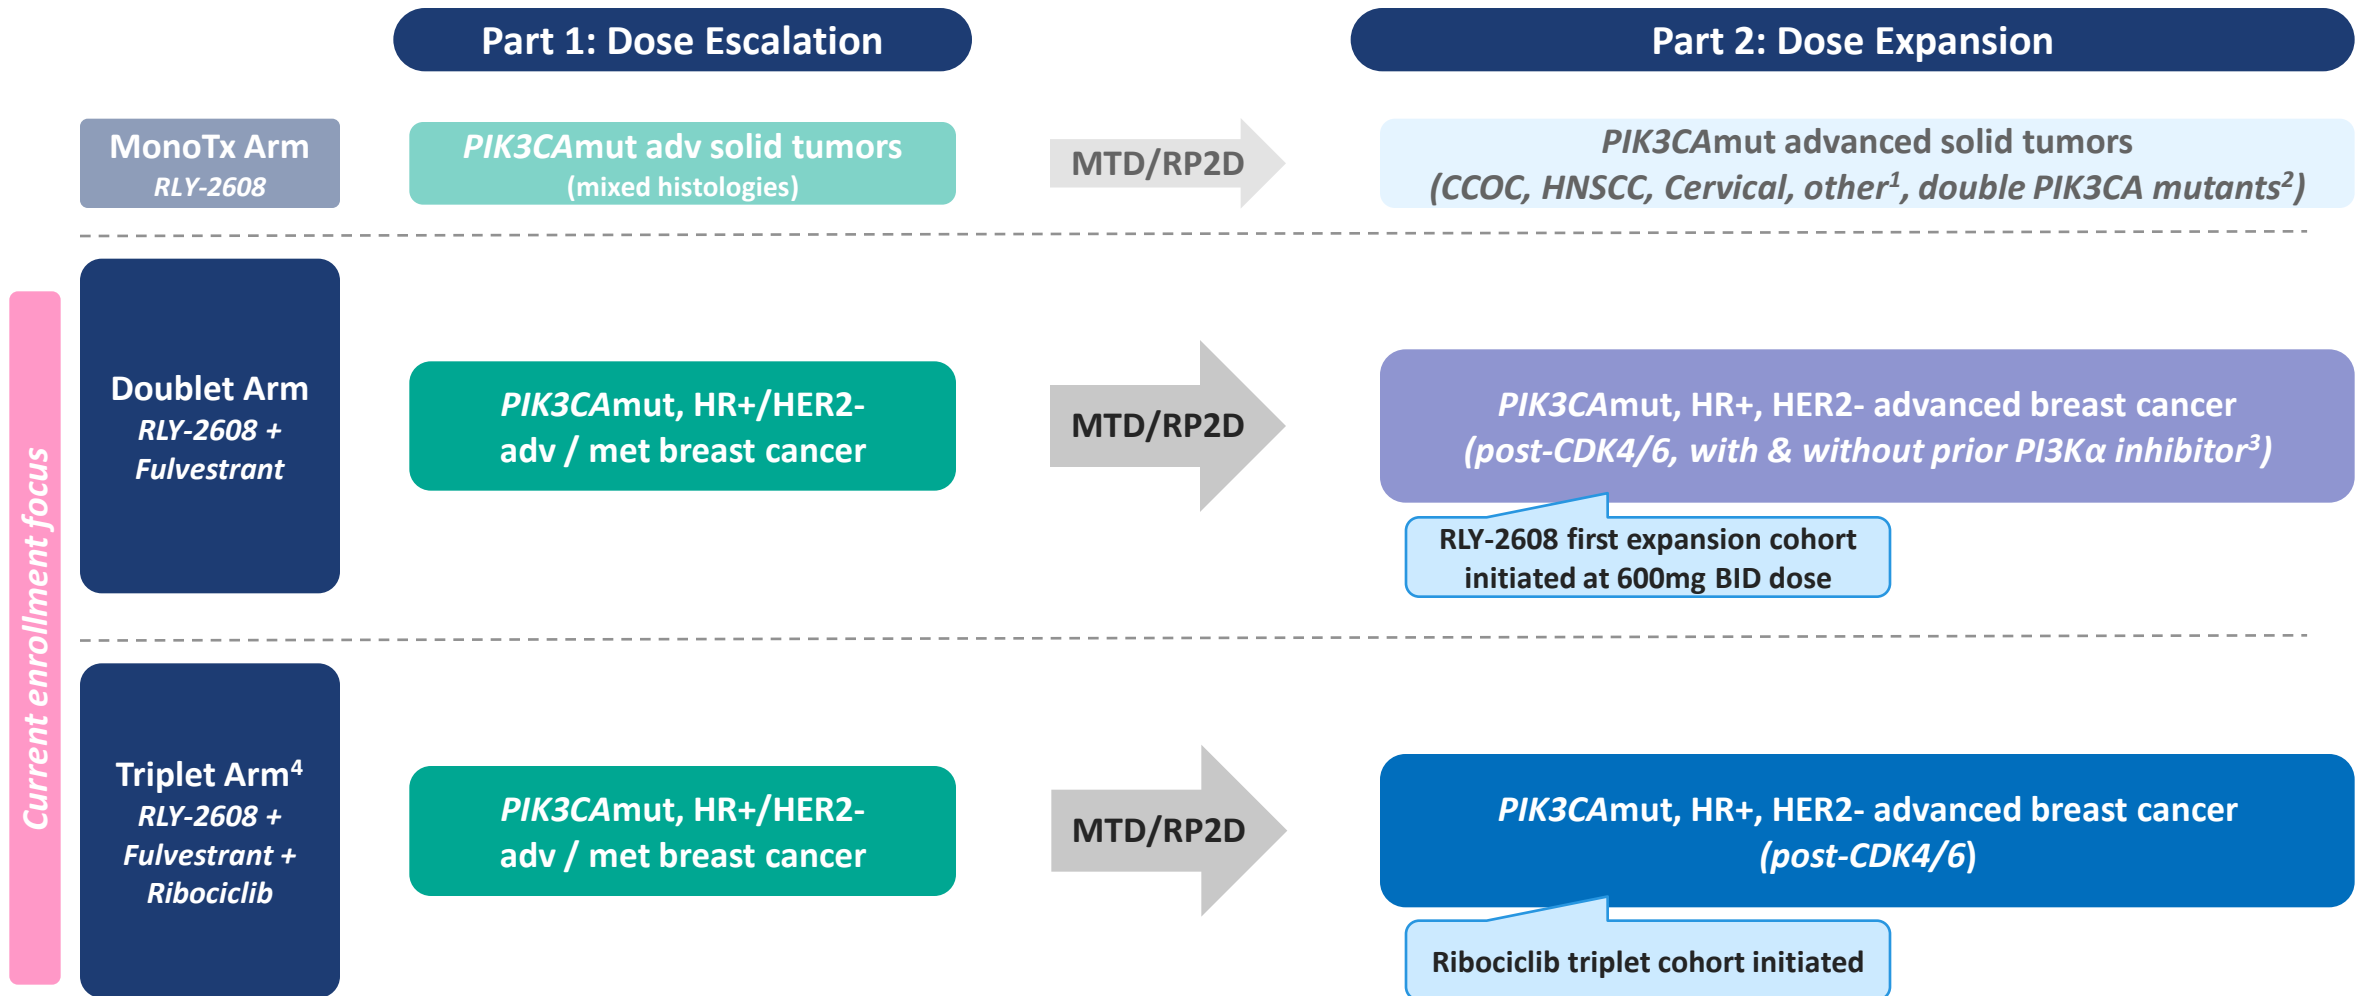 Part 1: Dose Escalation
Part 2: Dose Expansion
MonoTx Arm
RLY-2608
PIK3CAmut adv solid tumors
(mixed histologies)
MTD/RP2D
PIK3CAmut advanced solid tumors
(CCOC, HNSCC, Cervical, other¹, double PIK3CA mutants²)
Current enrollment focus
Doublet Arm
RLY-2608 +
Fulvestrant
PIK3CAmut, HR+/HER2-
adv / met breast cancer
MTD/RP2D
PIK3CAmut, HR+, HER2- advanced breast cancer
(post-CDK4/6, with & without prior PI3Kα inhibitor³)
RLY-2608 first expansion cohort
initiated at 600mg BID dose
Triplet Arm⁴
RLY-2608 +
Fulvestrant +
Ribociclib
PIK3CAmut, HR+/HER2-
adv / met breast cancer
MTD/RP2D
PIK3CAmut, HR+, HER2- advanced breast cancer
(post-CDK4/6)
Ribociclib triplet cohort initiated